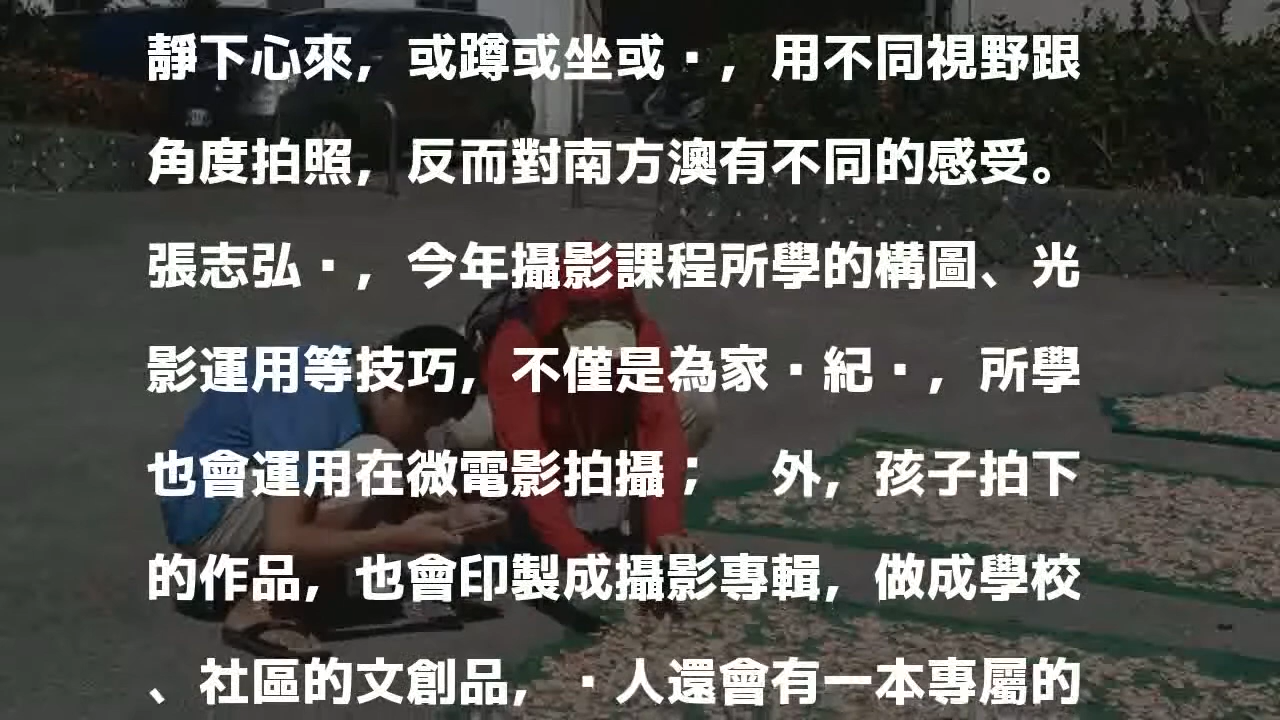 靜下心來，或蹲或坐或·，用不同視野跟
角度拍照，反而對南方澳有不同的感受。
張志弘·，今年攝影課程所學的構圖、光
影運用等技巧，不僅是為家·紀·，所學
也會運用在微電影拍攝；　外，孩子拍下
的作品，也會印製成攝影專輯，做成學校
、社區的文創品，·人還會有一本專屬的